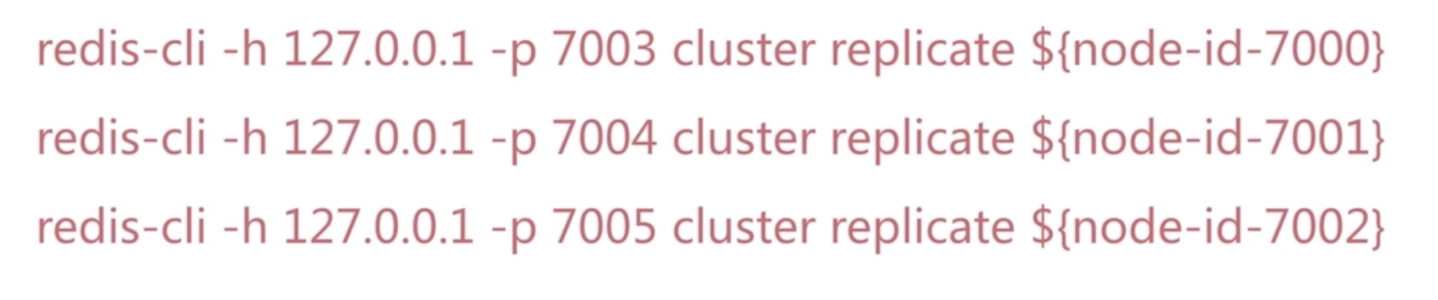 redis-cli -h 127.0.0.1 -p 7003 cluster replicate ${node-id-7000}
redis-cli -h 127.0.0.1 -p 7004 cluster replicate ${node-id-7001}
redis-cli -h 127.0.0.1 -p 7005 cluster replicate ${node-id-7002}